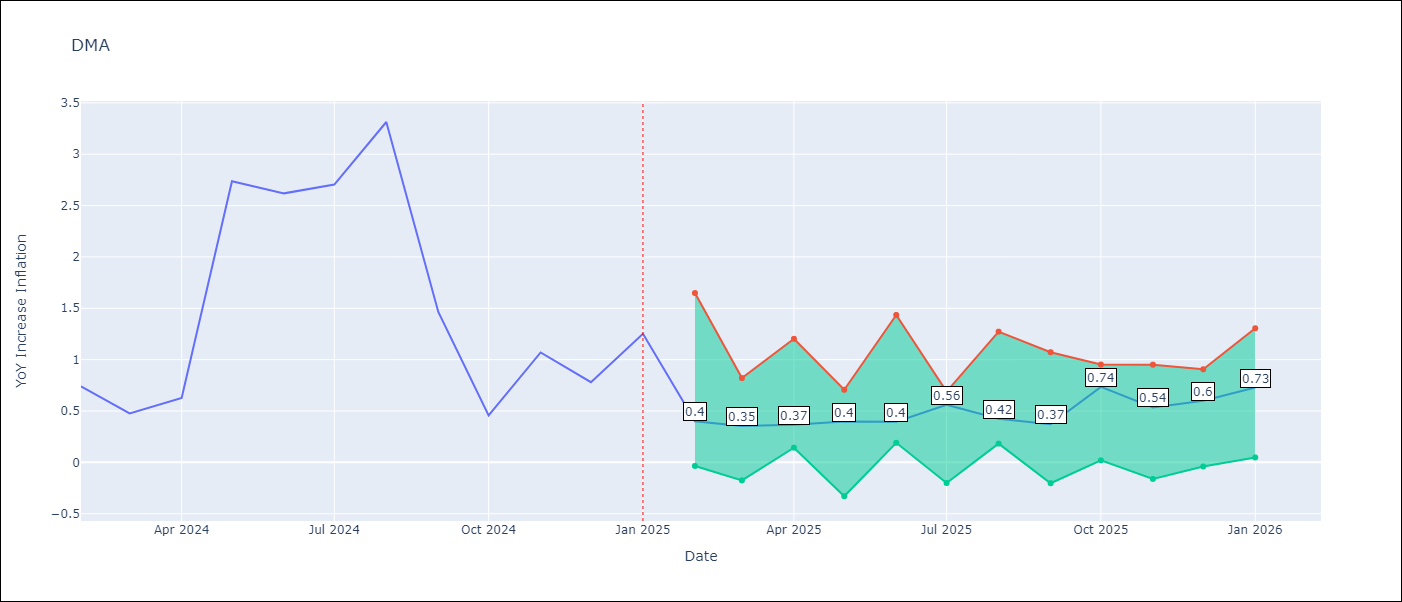 DMA
3.5
3
2.5
2
1.5
1
0.5
0
−0.5
YoY Increase Inflation
0.4
0.35
0.37
0.4
0.4
0.56
0.42
0.37
0.74
0.54
0.6
0.73
Apr 2024
Jul 2024
Oct 2024
Jan 2025
Apr 2025
Jul 2025
Oct 2025
Jan 2026
Date